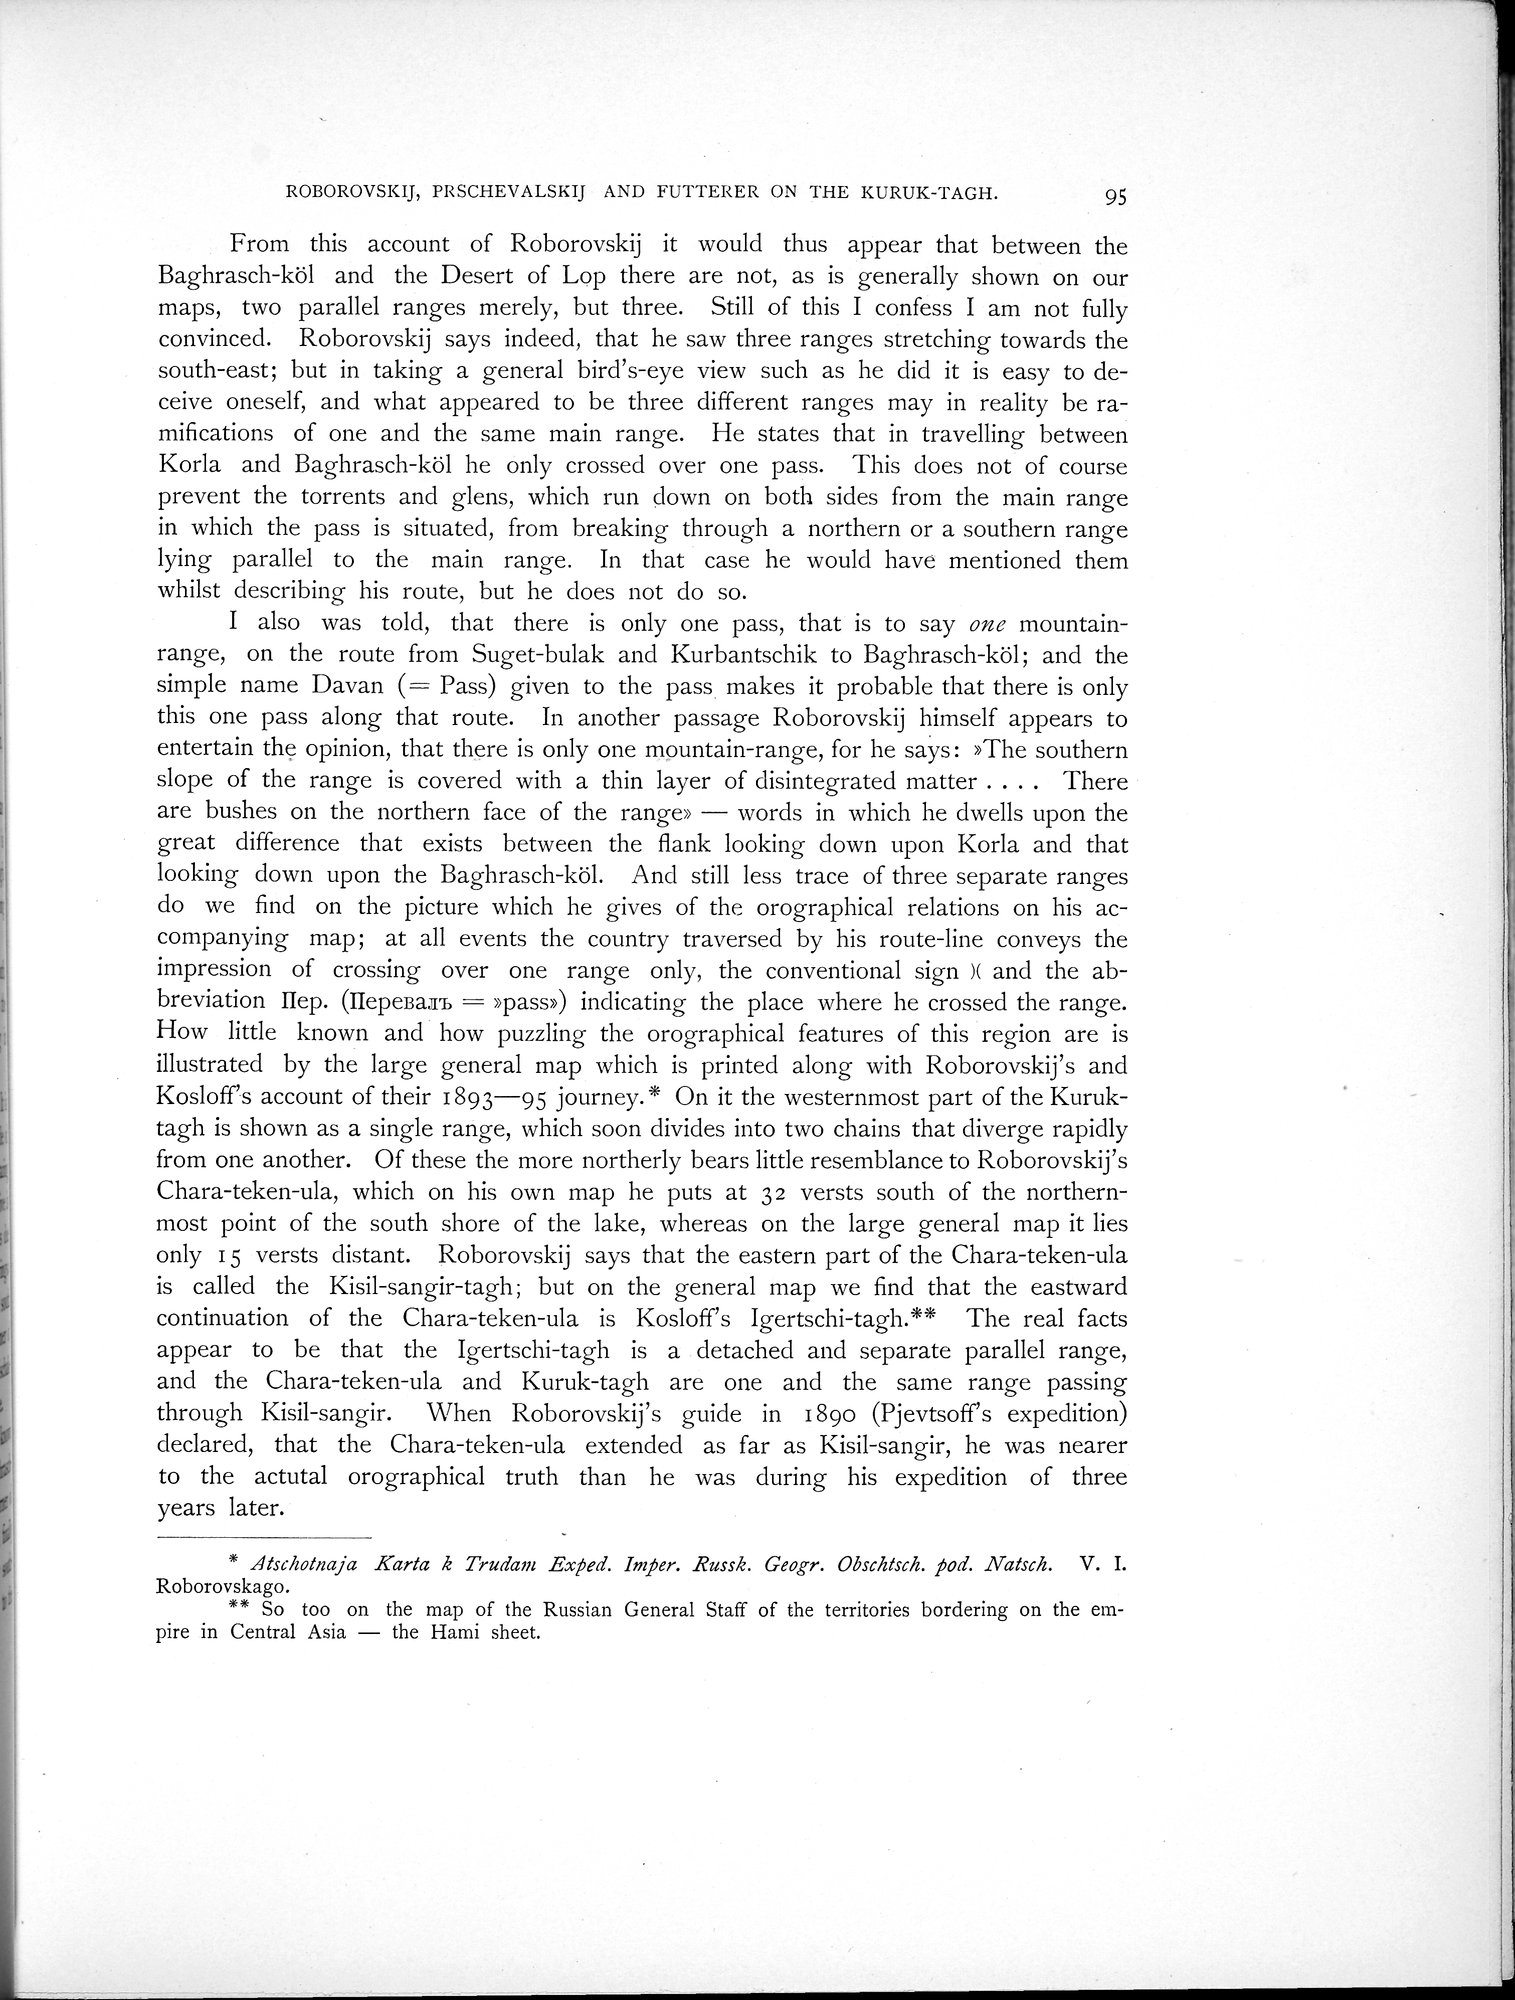 ROBOROVSKIJ, PRSCHEVALSKIJ AND FUTTERER ON THE KURUK-TAGH. 95
From this account of Roborovskij it would thus appear that between the
Baghrasch-köl and the Desert of Lop there are not, as is generally shown on our
maps, two parallel ranges merely, but three. Still of this I confess I am not fully
convinced. Roborovskij says indeed, that he saw three ranges stretching towards the
south-east; but in taking a general bird's-eye view such as he did it is easy to de-
ceive oneself, and what appeared to be three different ranges may in reality be ra-
mifications of one and the same main range. He states that in travelling between
Korla and Baghrasch-köl he only crossed over one pass. This does not of course
prevent the torrents and glens, which run down on both sides from the main range
in which the pass is situated, from breaking through a northern or a southern range
lying parallel to the main range. In that case he would have mentioned them
whilst describing his route, but he does not do so.
I also was told, that there is only one pass, that is to say one mountain-
range, on the route from Suget-bulak and Kurbantschik to Baghrasch-köl; and the
simple name Davan (= Pass) given to the pass makes it probable that there is only
this one pass along that route. In another passage Roborovskij himself appears to
entertain the opinion, that there is only one mountain-range, for he says: »The southern
slope of the range is covered with a thin layer of disintegrated matter . . . . There
are bushes on the northern face of the range» — words in which he dwells upon the
great difference that exists between the flank looking down upon Korla and that
looking down upon the Baghrasch-köl. And still less trace of three separate ranges
do we find on the picture which he gives of the orographical relations on his ac-
companying map; at all events the country traversed by his route-line conveys the
impression of crossing over one range only, the conventional sign )( and the ab-
breviation Пер. (Перевалъ = »pass») indicating the place where he crossed the range.
How little known and how puzzling the orographical features of this region are is
illustrated by the large general map which is printed along with Roborovskij's and
Kosloff's account of their 1893—95 journey.* On it the westernmost part of the Kuruk-
tagh is shown as a single range, which soon divides into two chains that diverge rapidly
from one another. Of these the more northerly bears little resemblance to Roborovskij's
Chara-teken-ula, which on his own map he puts at 32 versts south of the northern-
most point of the south shore of the lake, whereas on the large general map it lies
only 15 versts distant. Roborovskij says that the eastern part of the Chara-teken-ula
is called the Kisil-sangir-tagh; but on the general map we find that the eastward
continuation of the Chara-teken-ula is Kosloff's Igertschi-tagh.** The real facts
appear to be that the Igertschi-tagh is a detached and separate parallel range,
and the Chara-teken-ula and Kuruk-tagh are one and the same range passing
through Kisil-sangir. When Roborovskij's guide in 1890 (Pjevtsoff's expedition)
declared, that the Chara-teken-ula extended as far as Kisil-sangir, he was nearer
to the actutal orographical truth than he was during his expedition of three
years later.
* Atschotnaja Karta k Trudam Exped. Imper. Russk. Geogr. Obschtsch. pod. Natsch. V. I.
Roborovskago.
** So too on the map of the Russian General Staff of the territories bordering on the em-
pire in Central Asia — the Hami sheet.